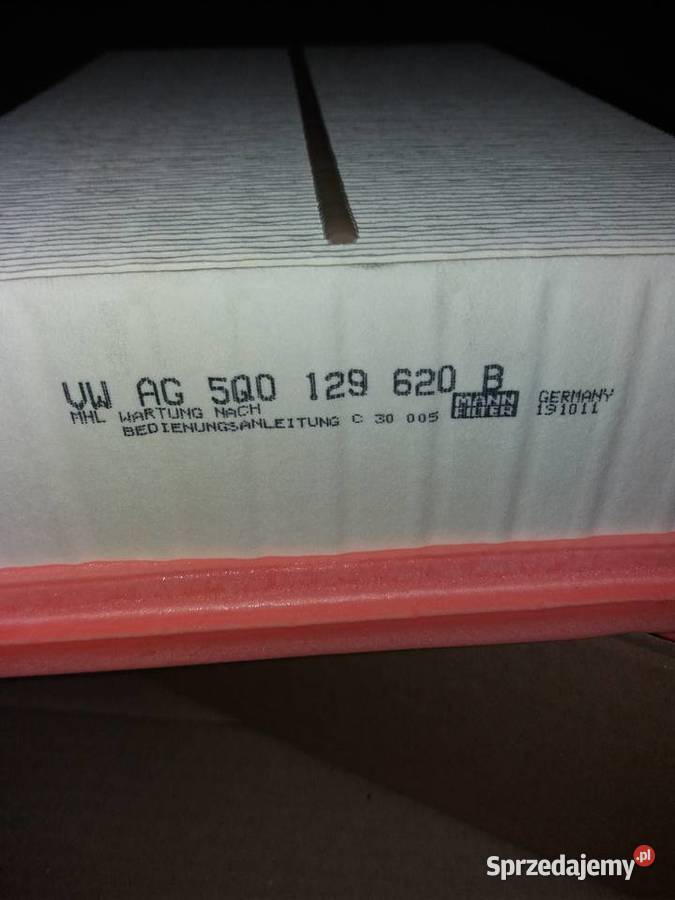 VW AG 5Q0 129 620 B
MHL WARTUNG NACH
BEDIENUNGSANLEITUNG C 30 005
MANN
FILTER
GERMANY
191011
Sprzedajemy.pl